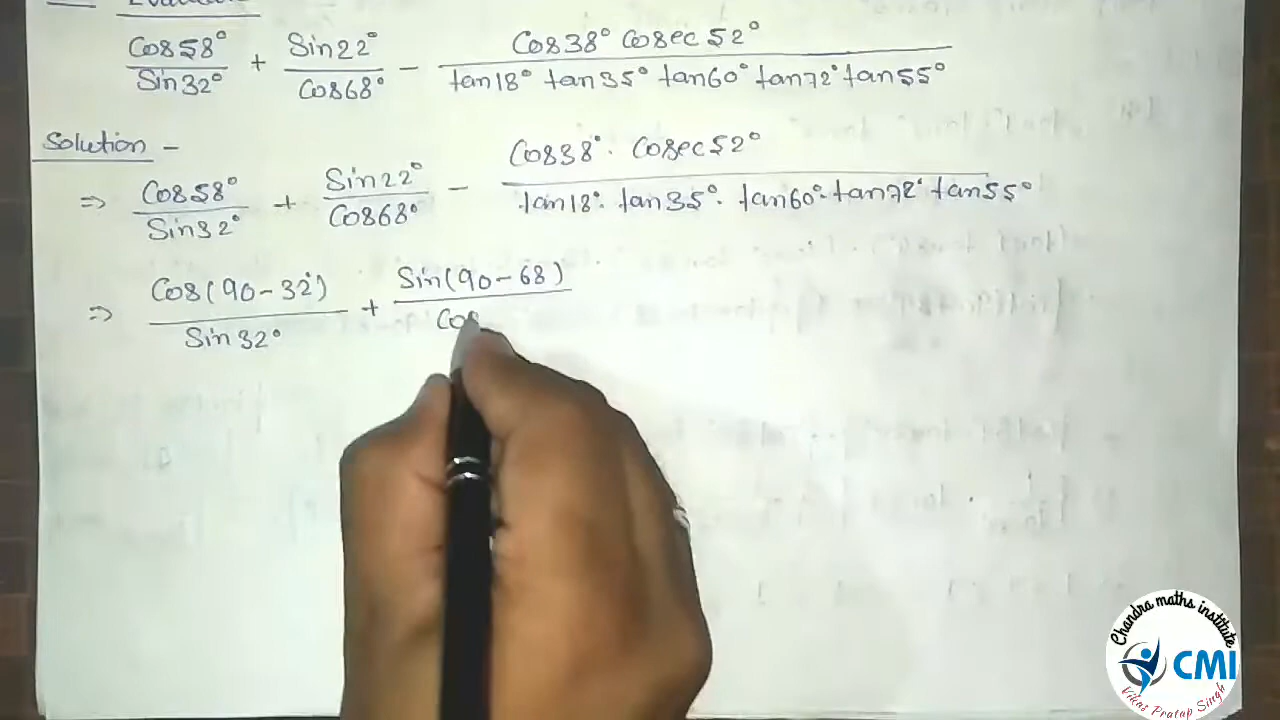 Cos58° / Sin32° + Sin22° / Cos68° − Cos38° Cosec52° / tan18° tan35° tan60° tan72° tan55°
Solution -
⇒ Cos58° / Sin32° + Sin22° / Cos68° − Cos38°. Cosec52° / tan18°. tan35°. tan60°. tan72° tan55°
⇒ Cos(90-32°) / Sin32° + Sin(90-68) / Cos
Chandra maths institute
CMI
Vikas Pratap Singh